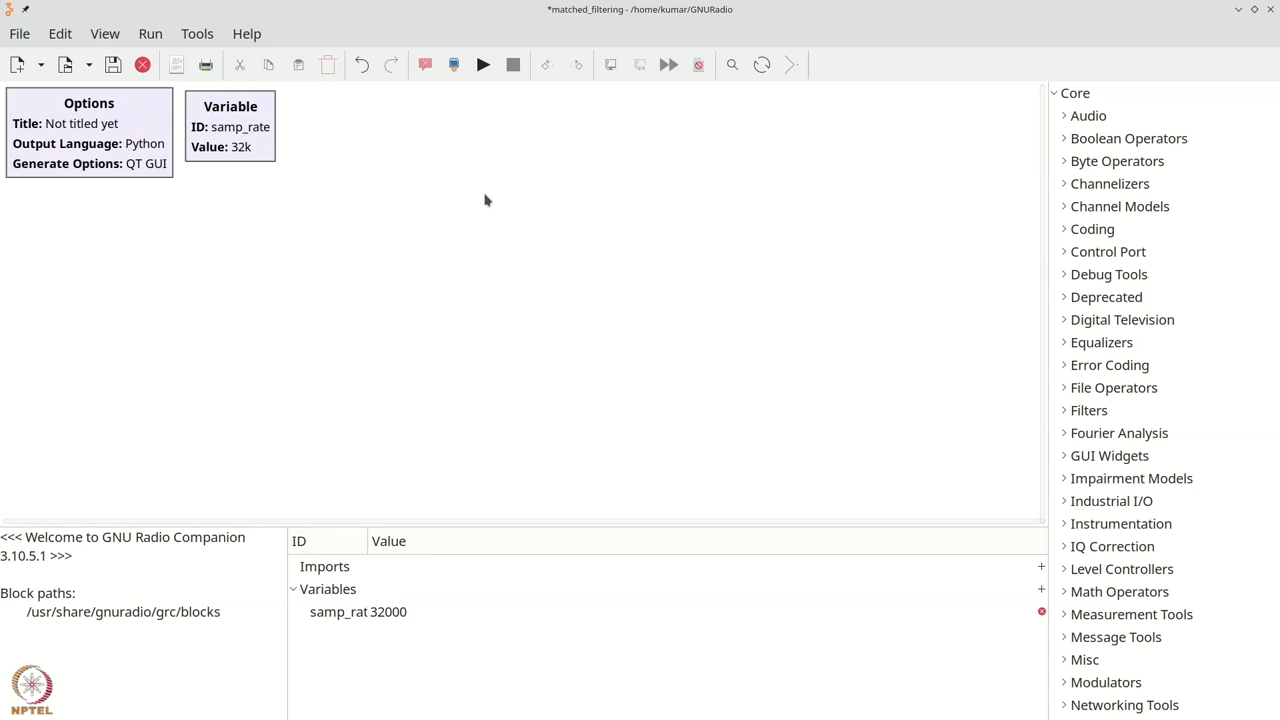 *matched_filtering - /home/kumar/GNURadio
File Edit View Run Tools Help
Options
Title: Not titled yet
Output Language: Python
Generate Options: QT GUI
Variable
ID: samp_rate
Value: 32k
Core
Audio
Boolean Operators
Byte Operators
Channelizers
Channel Models
Coding
Control Port
Debug Tools
Deprecated
Digital Television
Equalizers
Error Coding
File Operators
Filters
Fourier Analysis
GUI Widgets
Impairment Models
Industrial I/O
Instrumentation
IQ Correction
Level Controllers
Math Operators
Measurement Tools
Message Tools
Misc
Modulators
Networking Tools
<<< Welcome to GNU Radio Companion
3.10.5.1 >>>
Block paths:
/usr/share/gnuradio/grc/blocks
ID Value
Imports
Variables
samp_rat 32000
NPTEL